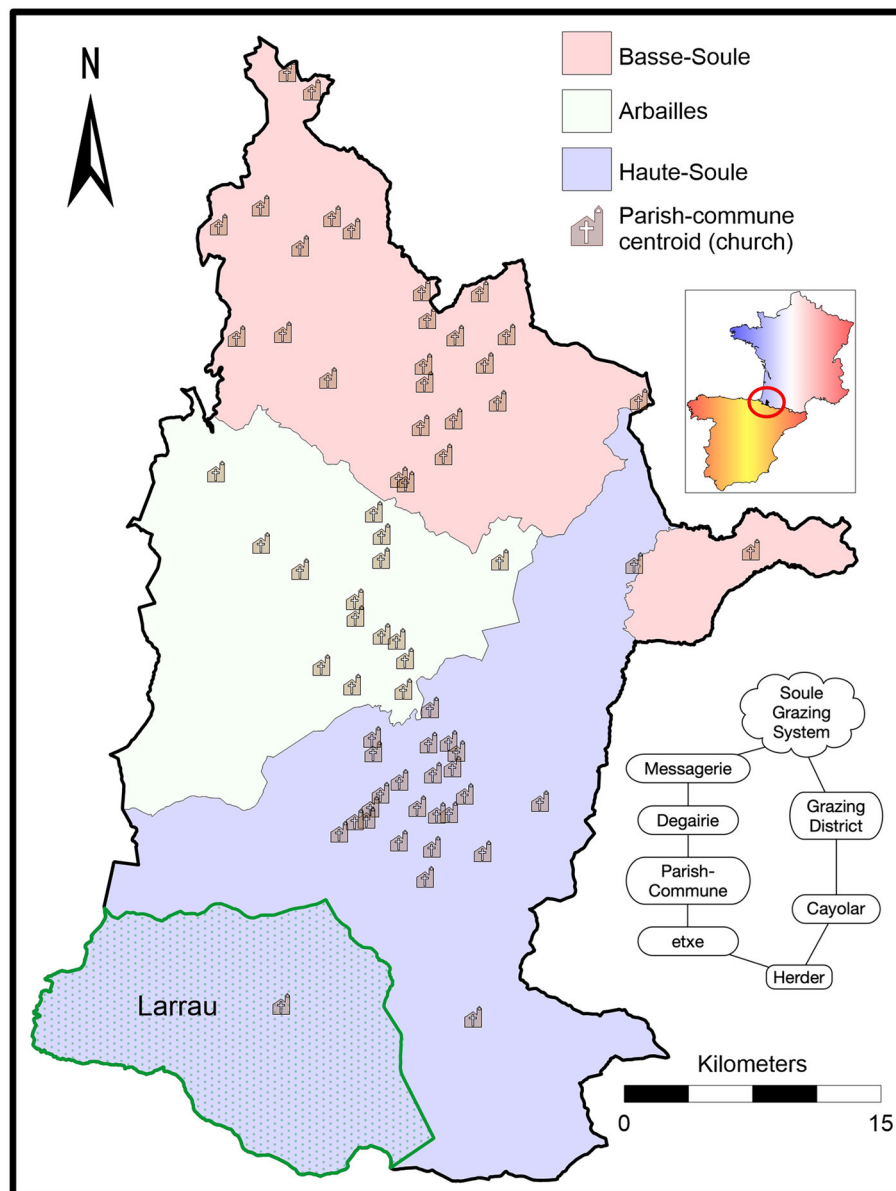 N
Basse-Soule
Arbailles
Haute-Soule
Parish-commune
centroid (church)
Soule
Grazing
System
Messagerie
Degairie
Grazing
District
Parish-
Commune
Cayolar
etxe
Herder
Larrau
Kilometers
0
15